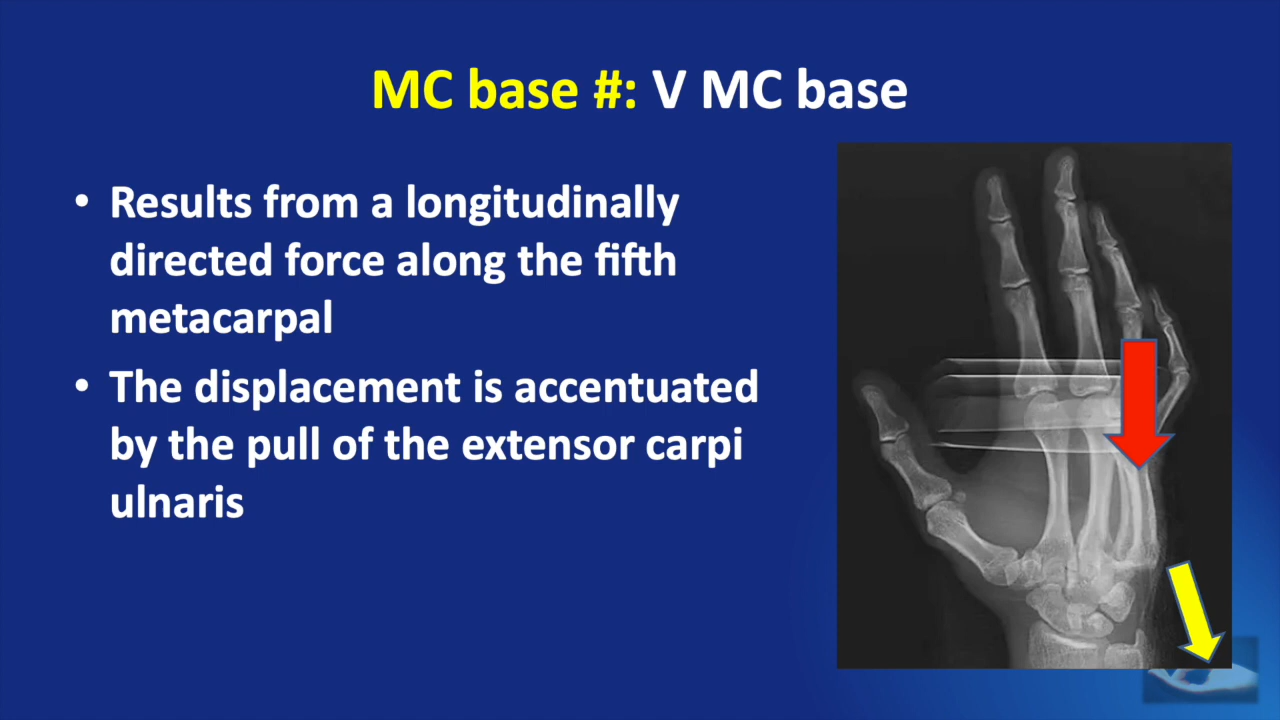 MC base #: V MC base
• Results from a longitudinally
directed force along the fifth
metacarpal
• The displacement is accentuated
by the pull of the extensor carpi
ulnaris